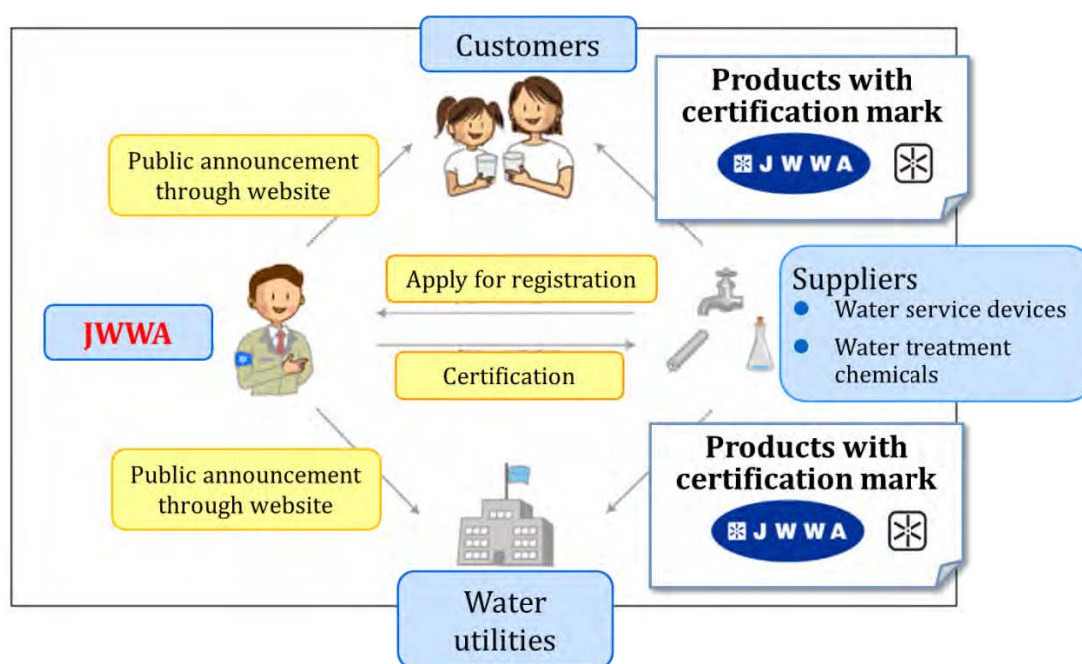 Customers
Products with
certification mark
JWWA
Public announcement
through website
Apply for registration
Suppliers
● Water service devices
● Water treatment
chemicals
JWWA
Certification
Products with
certification mark
JWWA
Public announcement
through website
Water
utilities